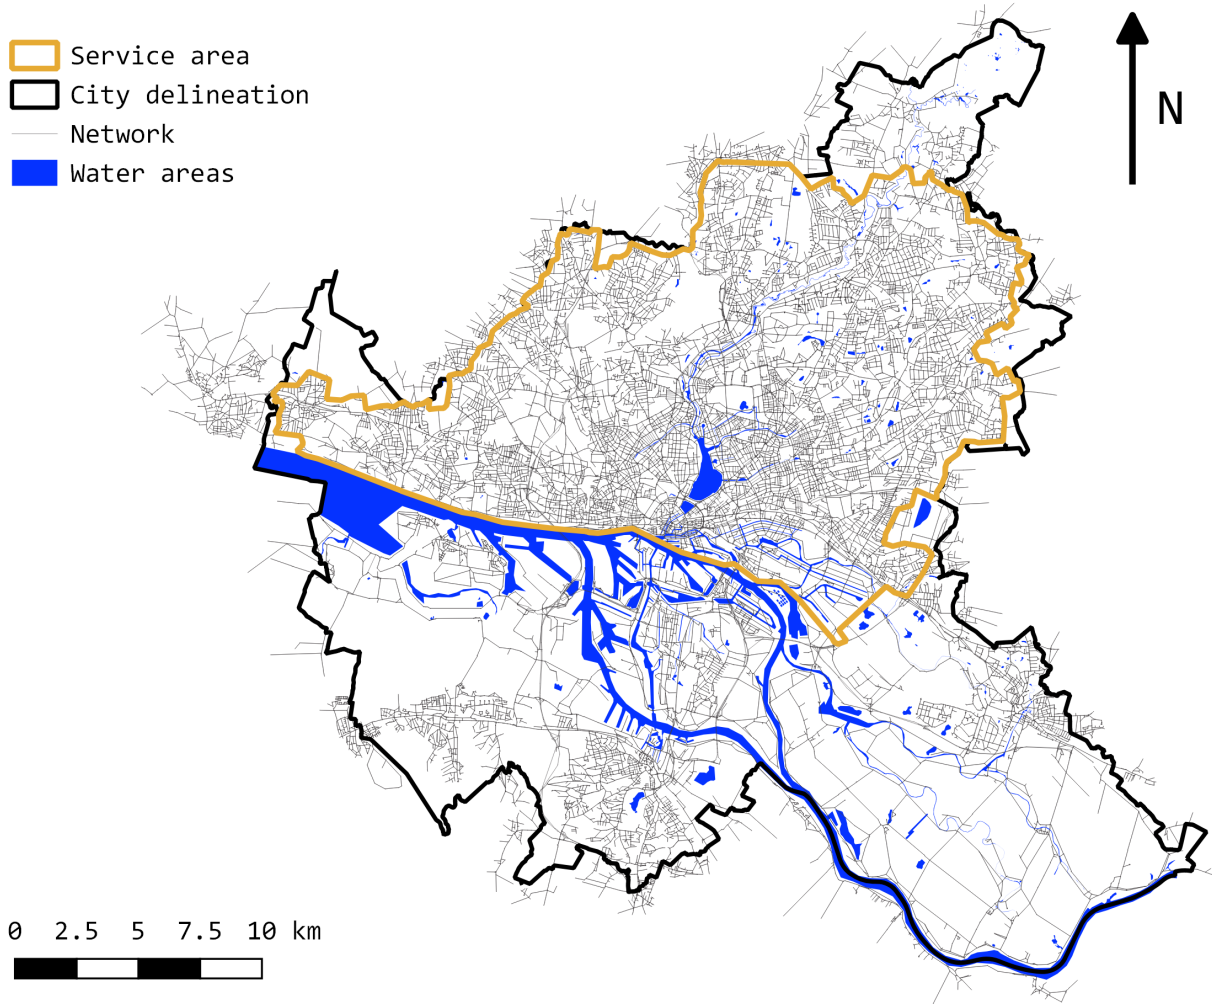 Service area
City delineation
Network
Water areas
N
0 2.5 5 7.5 10 km